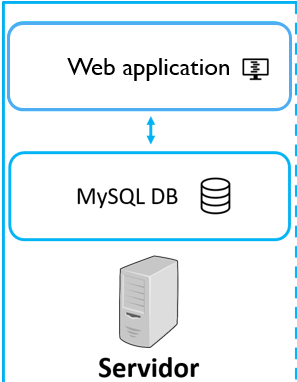 Web application
MySQL DB
Servidor